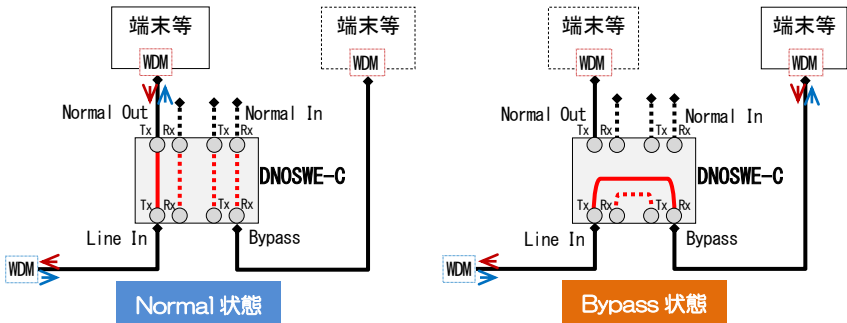 端末等
WDM
端末等
WDM
Normal Out
Normal In
Tx Rx Tx Rx
DNOSWE-C
Tx Rx Tx Rx
Line In
Bypass
WDM
Normal 状態
端末等
WDM
端末等
WDM
Normal Out
Normal In
Tx Rx Tx Rx
DNOSWE-C
Tx Rx Tx Rx
Line In
Bypass
WDM
Bypass 状態